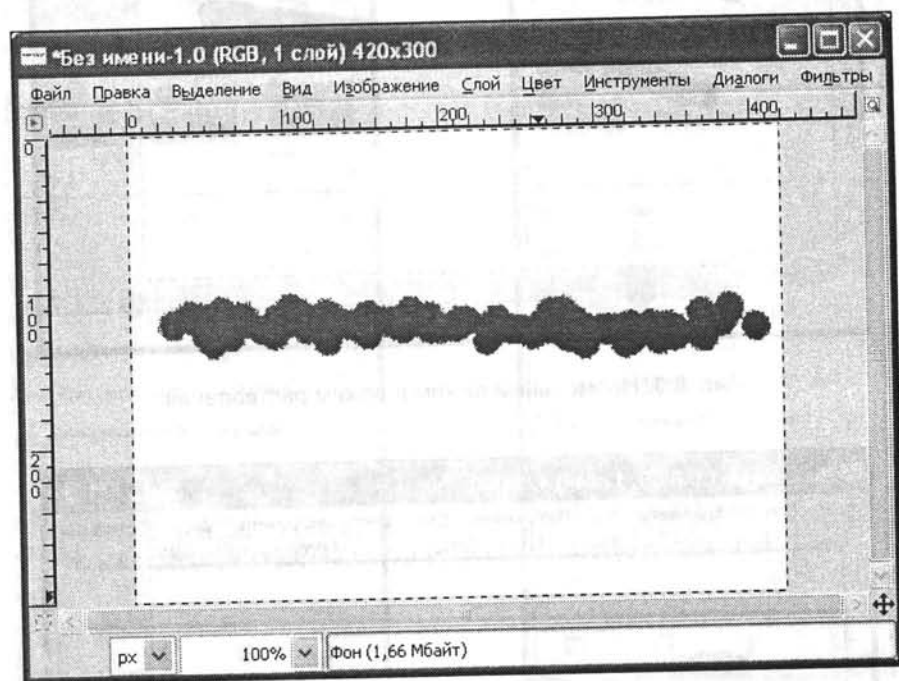 *Без имени-1.0 (RGB, 1 слой) 420x300
Файл Правка Выделение Вид Изображение Слой Цвет Инструменты Диалоги Фильтры
0 100 200 300 400
0
100
200
px 100% Фон (1,66 Мбайт)